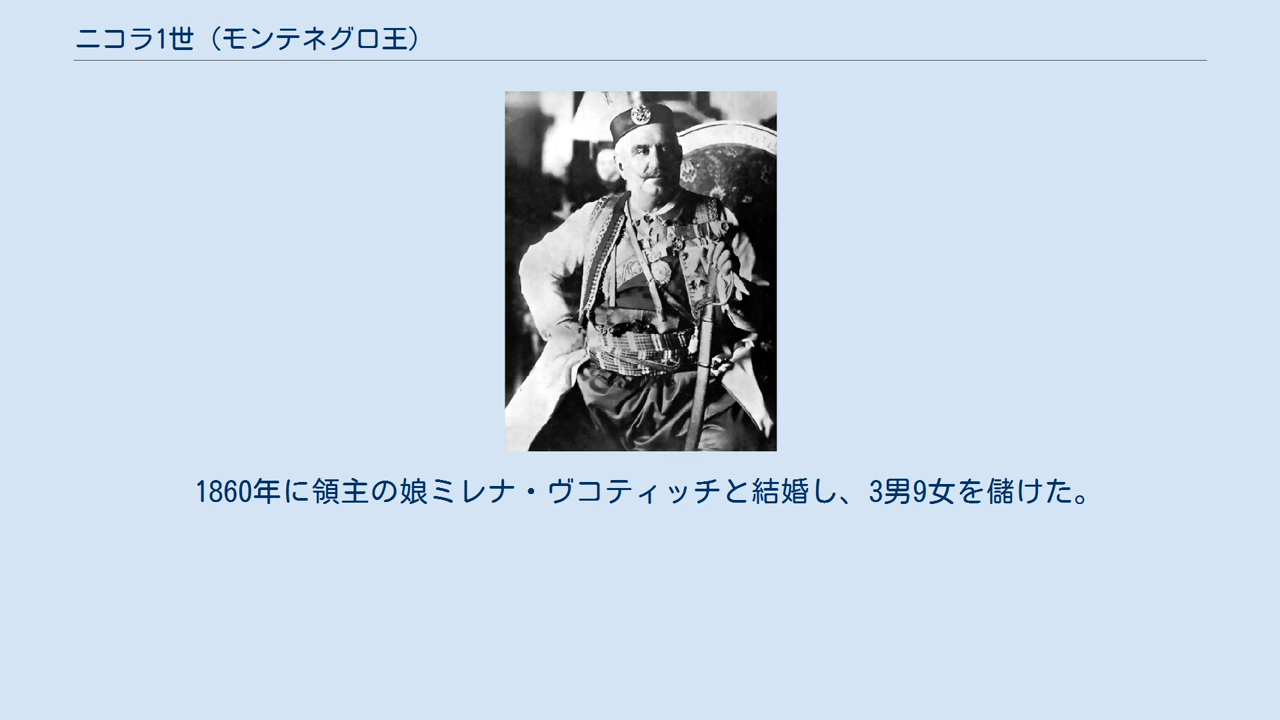 ニコラ1世（モンテネグロ王）
1860年に領主の娘ミレナ・ヴコティッチと結婚し、3男9女を儲けた。